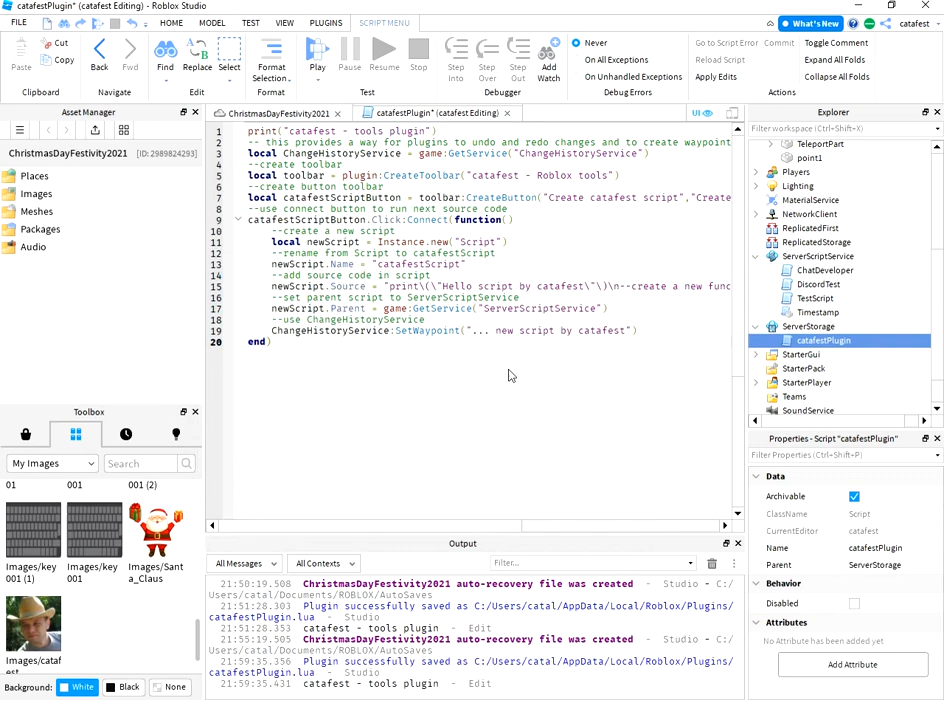 catafestPlugin* (catafest Editing) - Roblox Studio
FILE HOME MODEL TEST VIEW PLUGINS SCRIPT MENU What's New catafest
Paste Cut Copy
Clipboard
Back Fwd
Navigate
Find Replace Select
Edit
Format Selection
Format
Play Pause Resume Stop
Test
Step Into Step Over Step Out Add Watch
Debugger
Never
On All Exceptions
On Unhandled Exceptions
Debug Errors
Go to Script Error Commit Toggle Comment
Reload Script Expand All Folds
Apply Edits Collapse All Folds
Actions
Asset Manager
ChristmasDayFestivity2021 [ID: 2989824293]
Places
Images
Meshes
Packages
Audio
Toolbox
My Images Search
01 001 001 (2)
Images/key 001 (1)
Images/key 001
Images/Santa_Claus
Images/cataf
Background: White Black None
ChristmasDayFestivity2021 × catafestPlugin* (catafest Editing) × UI
1 print("catafest - tools plugin")
2 -- this provides a way for plugins to undo and redo changes and to create waypoint
3 local ChangeHistoryService = game:GetService("ChangeHistoryService")
4 --create toolbar
5 local toolbar = plugin:CreateToolbar("catafest - Roblox tools")
6 --create button toolbar
7 local catafestScriptButton = toolbar:CreateButton("Create catafest script","Create
8 --use connect button to run next source code
9 catafestScriptButton.Click:Connect(function()
10 --create a new script
11 local newScript = Instance.new("Script")
12 --rename from Script to catafestScript
13 newScript.Name = "catafestScript"
14 --add source code in script
15 newScript.Source = "print\(\"Hello script by catafest\"\)\n--create a new func
16 --set parent script to ServerScriptService
17 newScript.Parent = game:GetService("ServerScriptService")
18 --use ChangeHistoryService
19 ChangeHistoryService:SetWaypoint("... new script by catafest")
20 end)
Output
All Messages All Contexts Filter...
21:50:19.508 ChristmasDayFestivity2021 auto-recovery file was created - Studio - C:/
Users/catal/Documents/ROBLOX/AutoSaves
21:51:28.303 Plugin successfully saved as C:/Users/catal/AppData/Local/Roblox/Plugins/
catafestPlugin.lua - Studio
21:51:28.353 catafest - tools plugin - Edit
21:55:19.505 ChristmasDayFestivity2021 auto-recovery file was created - Studio - C:/
Users/catal/Documents/ROBLOX/AutoSaves
21:59:35.356 Plugin successfully saved as C:/Users/catal/AppData/Local/Roblox/Plugins/
catafestPlugin.lua - Studio
21:59:35.431 catafest - tools plugin - Edit
Explorer
Filter workspace (Ctrl+Shift+X)
TeleportPart
point1
Players
Lighting
MaterialService
NetworkClient
ReplicatedFirst
ReplicatedStorage
ServerScriptService
ChatDeveloper
DiscordTest
TestScript
Timestamp
ServerStorage
catafestPlugin
StarterGui
StarterPack
StarterPlayer
Teams
SoundService
Properties - Script "catafestPlugin"
Filter Properties (Ctrl+Shift+P)
Data
Archivable
ClassName Script
CurrentEditor catafest
Name catafestPlugin
Parent ServerStorage
Behavior
Disabled
Attributes
No Attribute has been added yet
Add Attribute